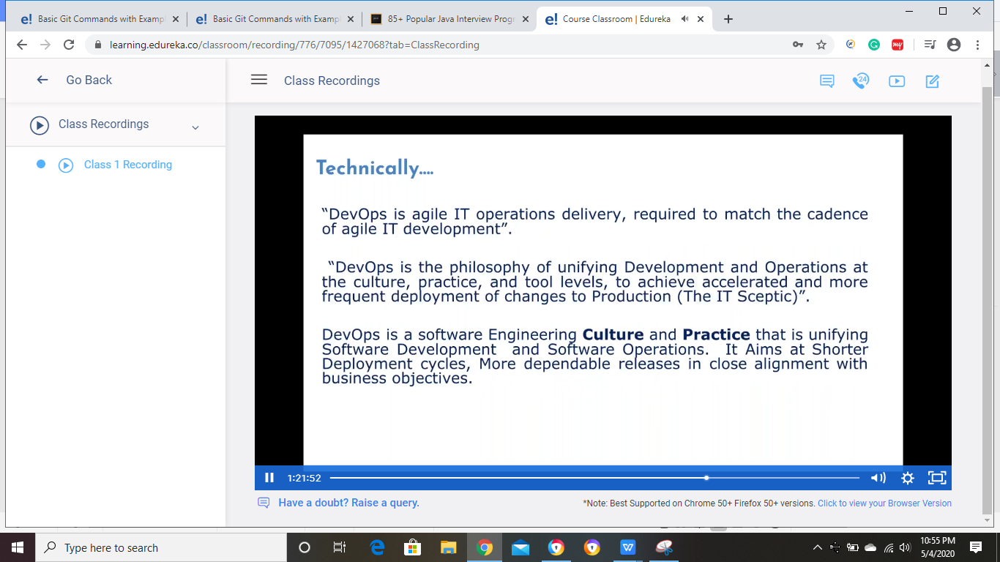 Basic Git Commands with Exampl
Basic Git Commands with Exampl
85+ Popular Java Interview Progr
Course Classroom | Edureka
learning.edureka.co/classroom/recording/776/7095/1427068?tab=ClassRecording
Go Back
Class Recordings
24
Class Recordings
Class 1 Recording
Technically....
“DevOps is agile IT operations delivery, required to match the cadence
of agile IT development”.
“DevOps is the philosophy of unifying Development and Operations at
the culture, practice, and tool levels, to achieve accelerated and more
frequent deployment of changes to Production (The IT Sceptic)”.
DevOps is a software Engineering Culture and Practice that is unifying
Software Development and Software Operations. It Aims at Shorter
Deployment cycles, More dependable releases in close alignment with
business objectives.
1:21:52
Have a doubt? Raise a query.
*Note: Best Supported on Chrome 50+ Firefox 50+ versions. Click to view your Browser Version
Type here to search
10:55 PM
5/4/2020